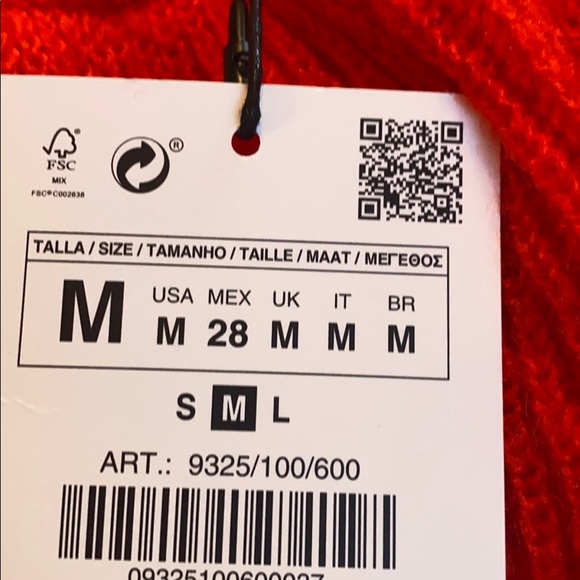 FSC®
MIX
FSC® C002638
®
TALLA / SIZE / TAMANHO / TAILLE / MAAT / ΜΕΓΕΘΟΣ
M
USA MEX UK IT BR
M 28 M M M
S M L
ART.: 9325/100/600
09325100600037